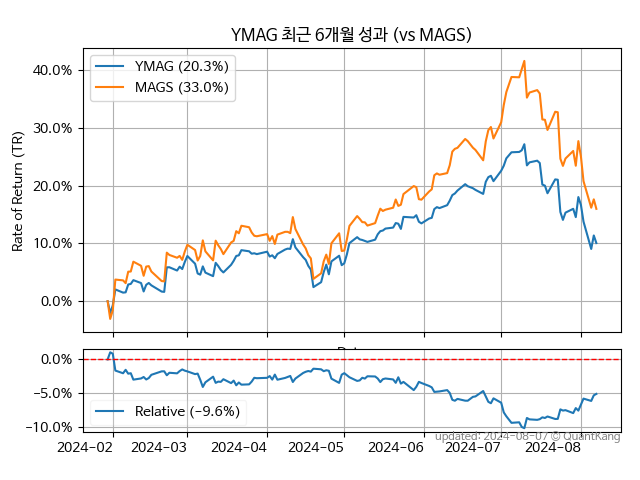 YMAG 최근 6개월 성과 (vs MAGS)
YMAG (20.3%)
MAGS (33.0%)
Rate of Return (TR)
40.0%
30.0%
20.0%
10.0%
0.0%
0.0%
−5.0%
−10.0%
Relative (−9.6%)
updated: 2024-08-07 © QuantKang
2024-02 2024-03 2024-04 2024-05 2024-06 2024-07 2024-08